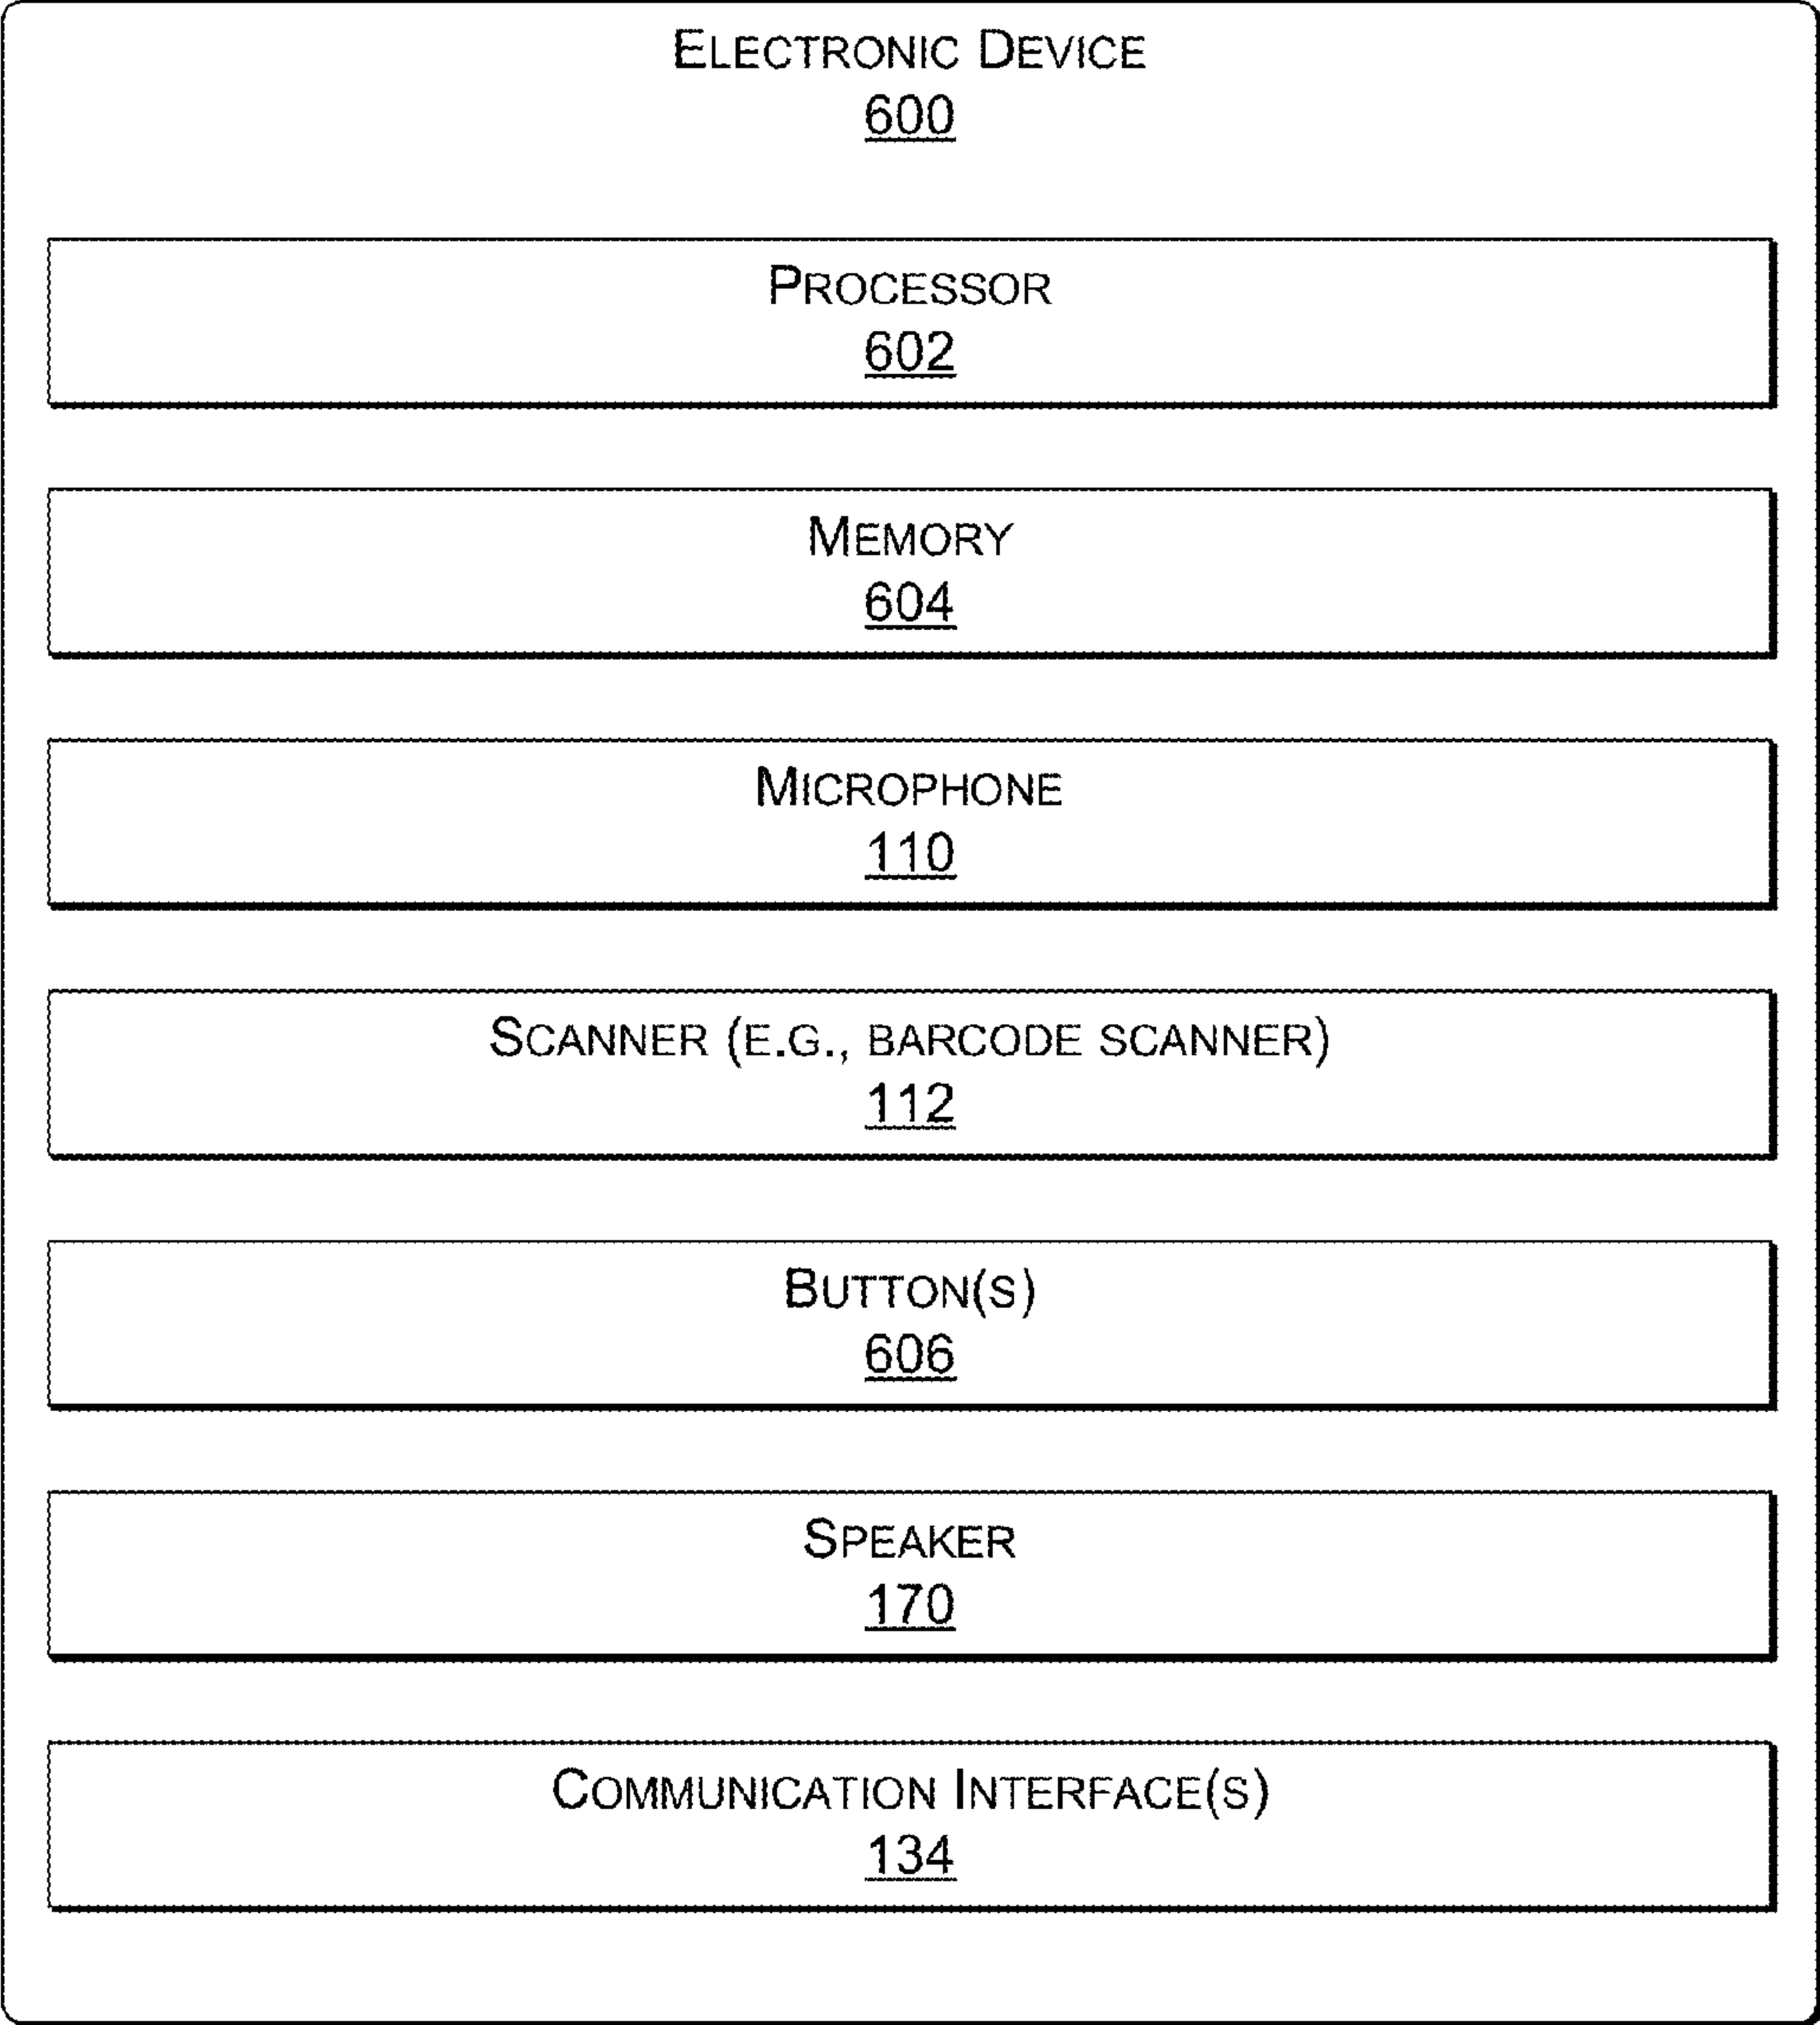 ELECTRONIC DEVICE
600
PROCESSOR
602
MEMORY
604
MICROPHONE
110
SCANNER (E.G., BARCODE SCANNER)
112
BUTTON(S)
606
SPEAKER
170
COMMUNICATION INTERFACE(S)
134